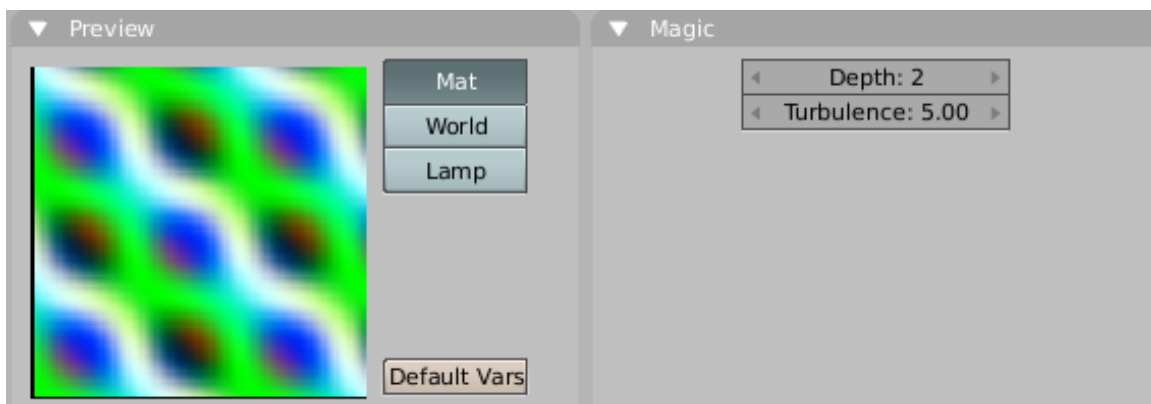 Preview
Mat
World
Lamp
Default Vars
Magic
Depth: 2
Turbulence: 5.00